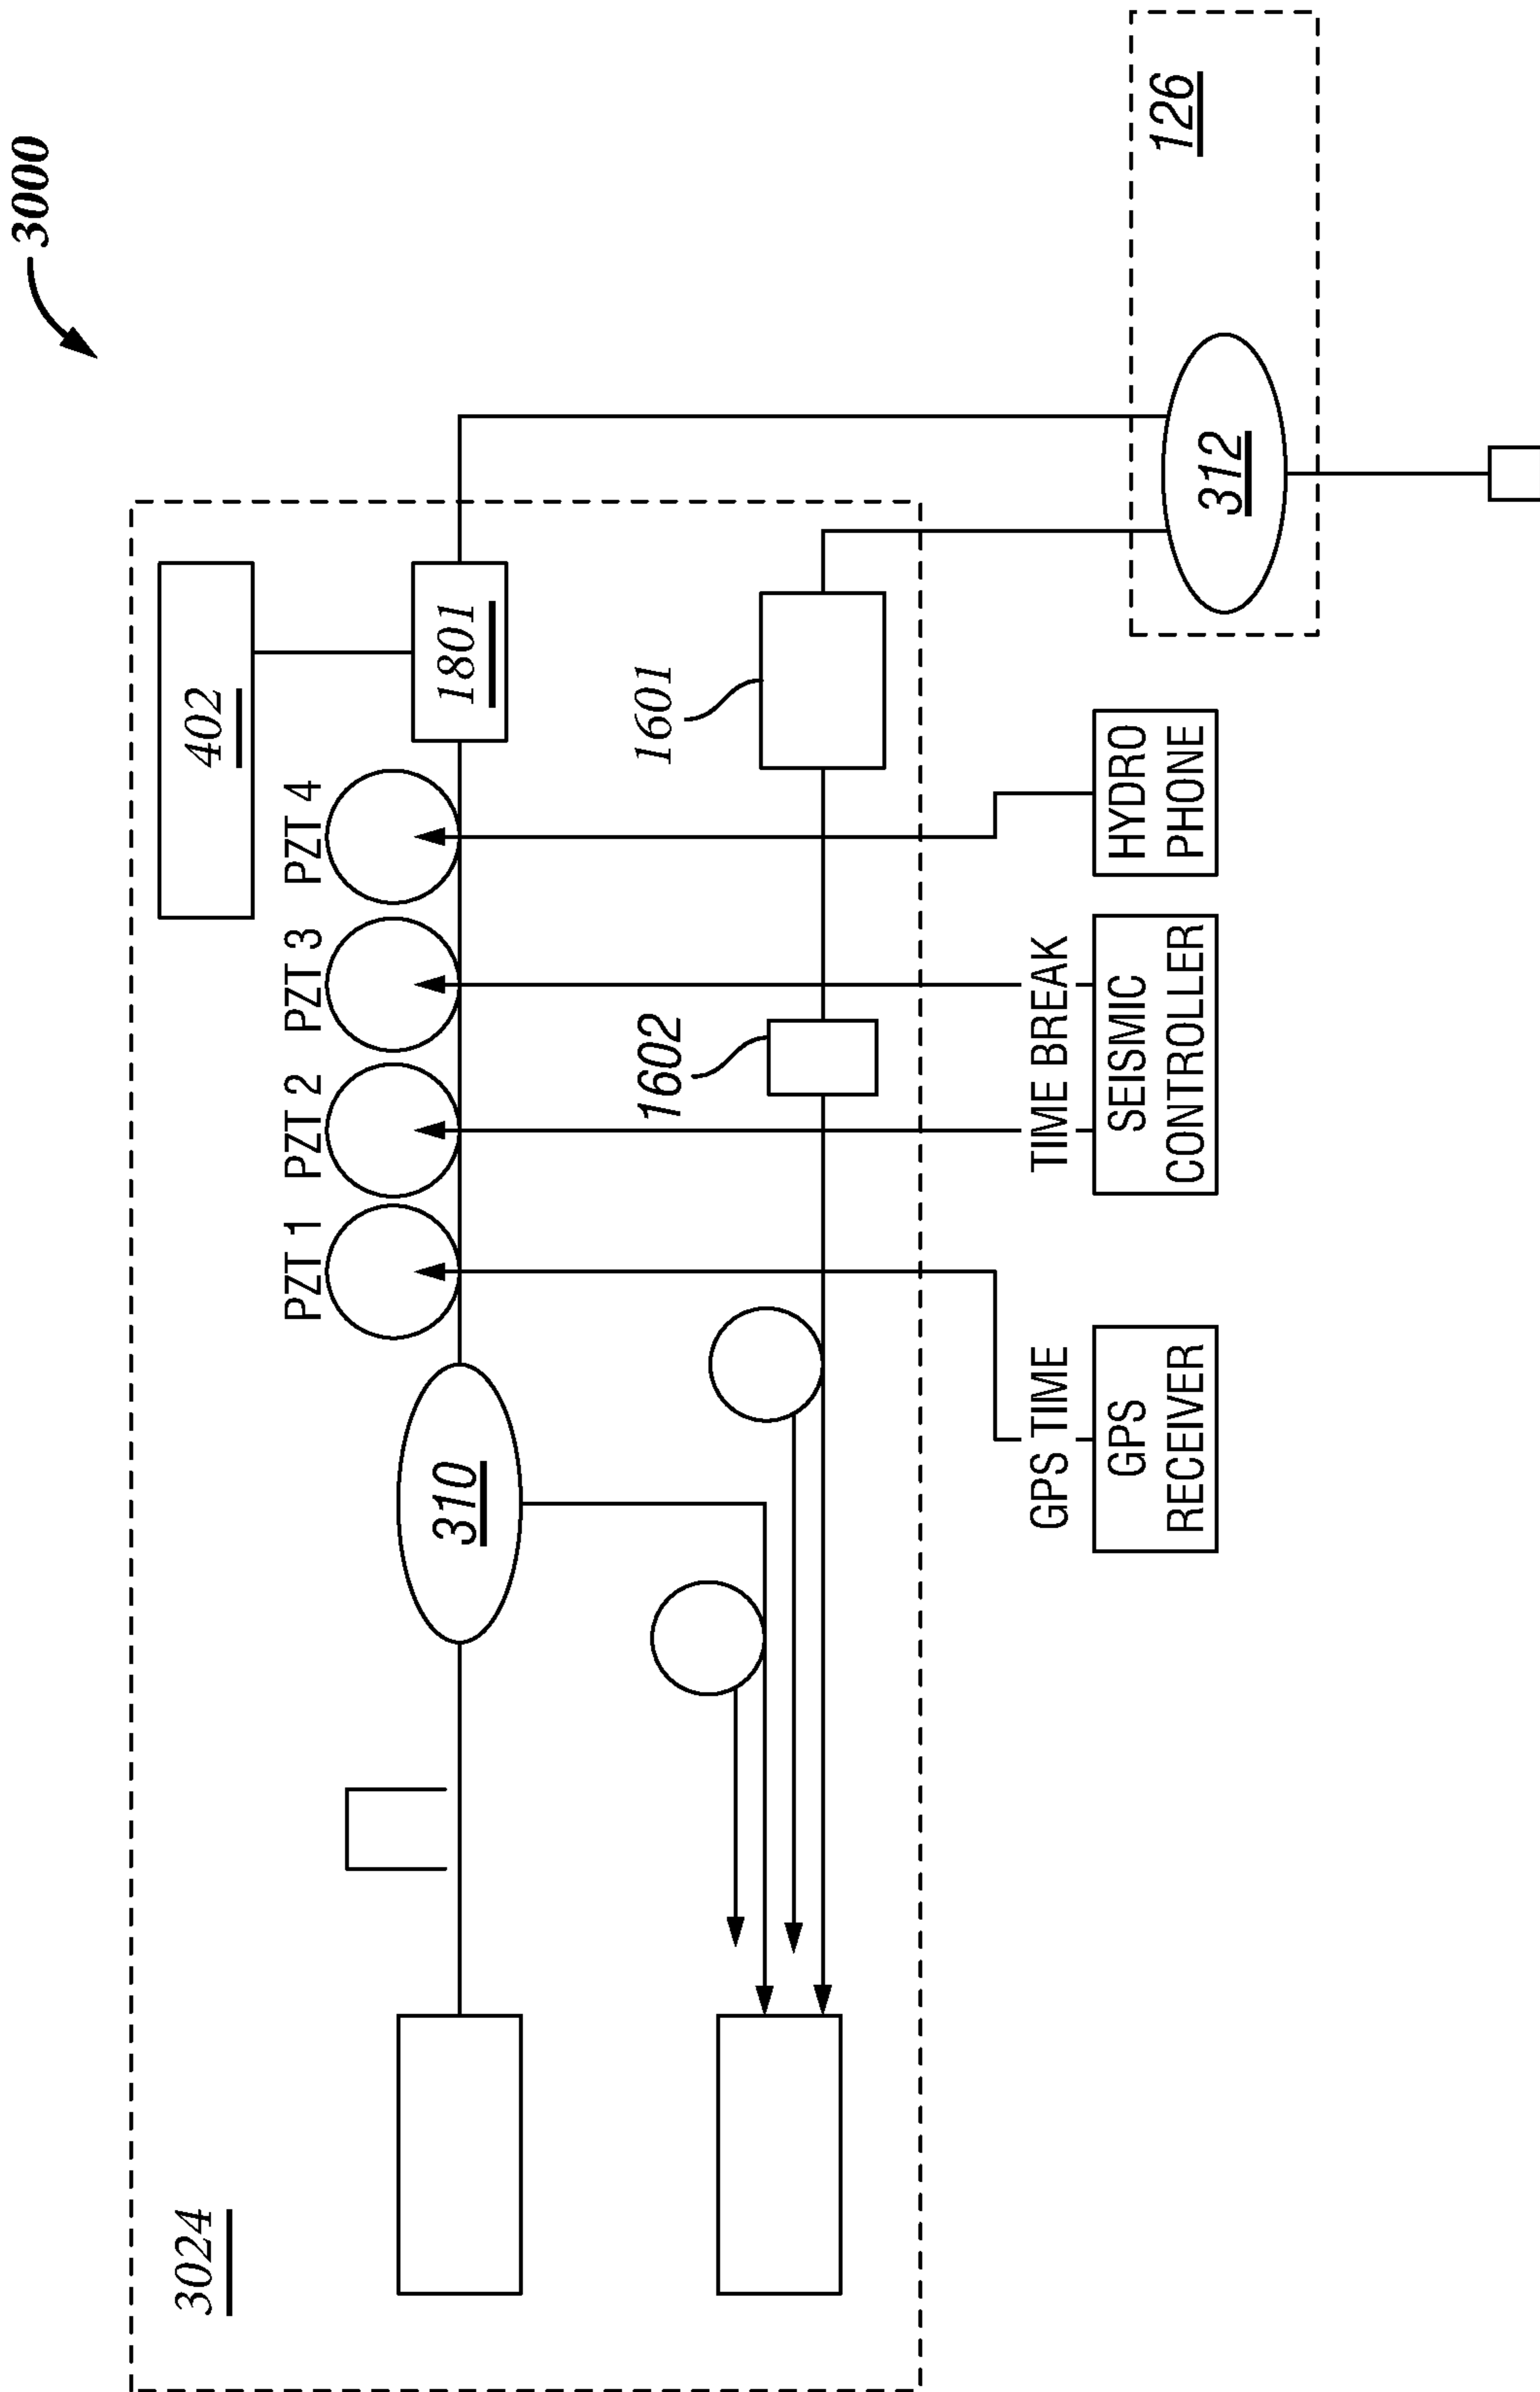 3000
3024
402
PZT 1
PZT 2
PZT 3
PZT 4
310
1801
1602
1601
126
312
GPS TIME
TIME BREAK
GPS
RECEIVER
SEISMIC
CONTROLLER
HYDRO
PHONE